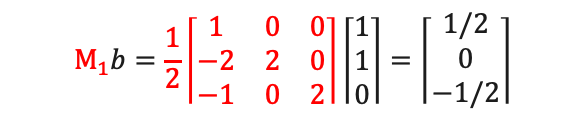 M₁b = 1/2 [1 0 0; -2 2 0; -1 0 2] [1; 1; 0] = [1/2; 0; -1/2]